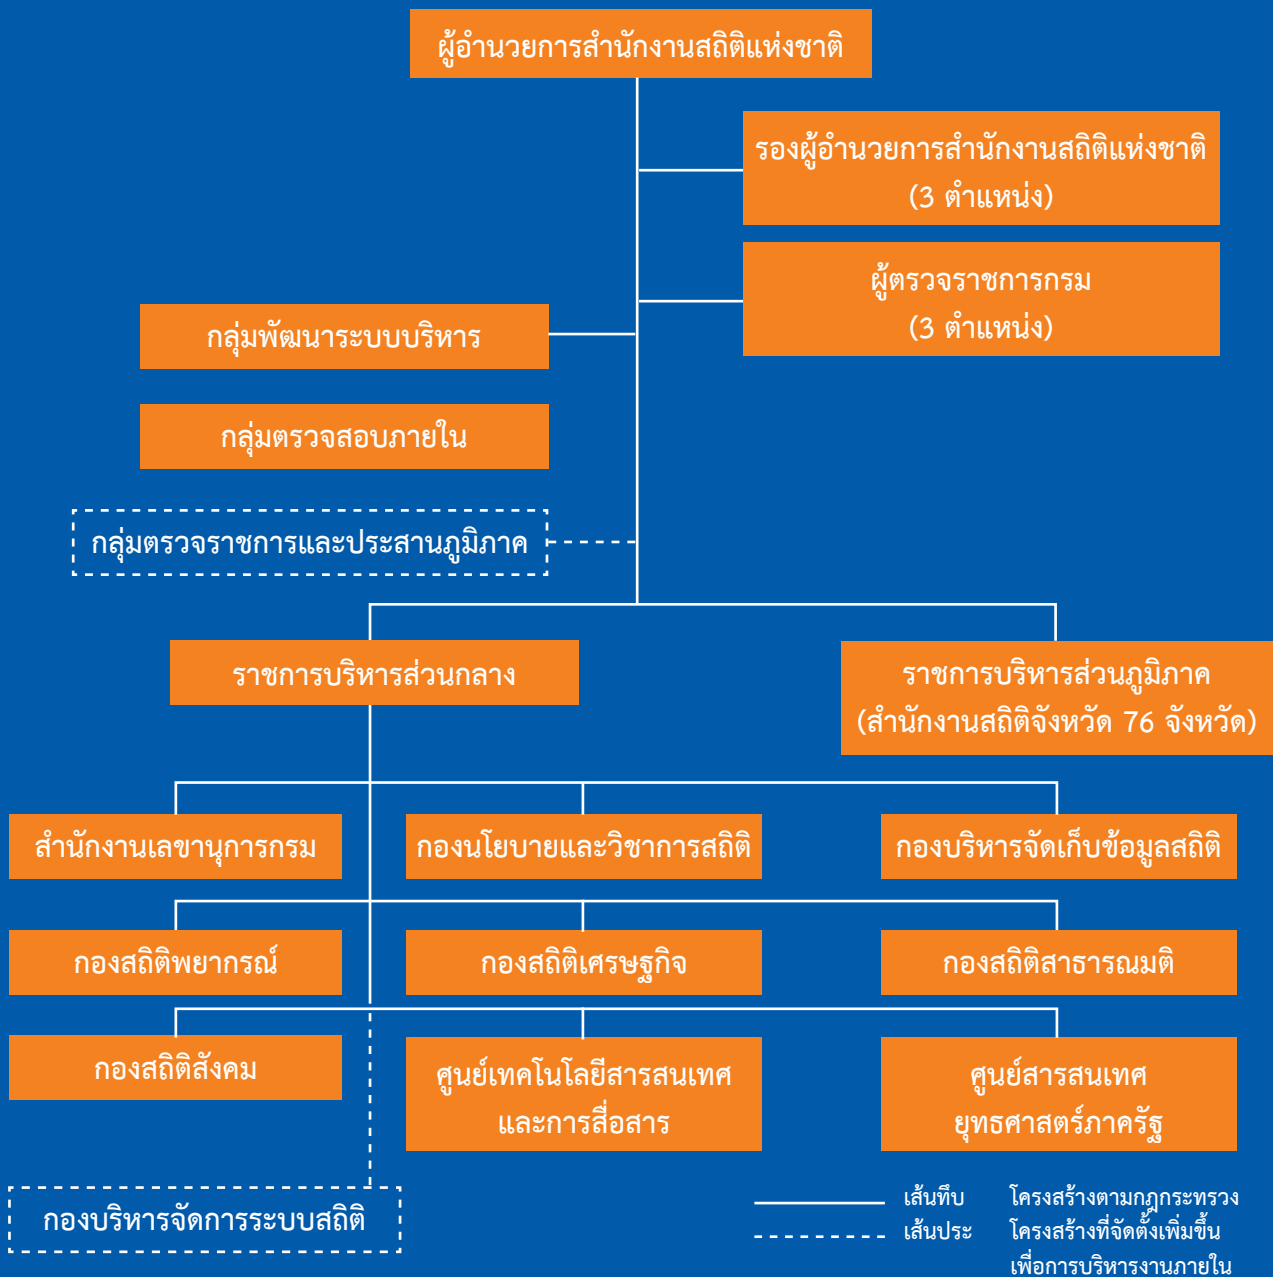 ผู้อำนวยการสำนักงานสถิติแห่งชาติ
รองผู้อำนวยการสำนักงานสถิติแห่งชาติ
(3 ตำแหน่ง)
ผู้ตรวจราชการกรม
(3 ตำแหน่ง)
กลุ่มพัฒนาระบบบริหาร
กลุ่มตรวจสอบภายใน
กลุ่มตรวจราชการและประสานภูมิภาค
ราชการบริหารส่วนกลาง
ราชการบริหารส่วนภูมิภาค
(สำนักงานสถิติจังหวัด 76 จังหวัด)
สำนักงานเลขานุการกรม
กองนโยบายและวิชาการสถิติ
กองบริหารจัดเก็บข้อมูลสถิติ
กองสถิติพยากรณ์
กองสถิติเศรษฐกิจ
กองสถิติสาธารณมติ
กองสถิติสังคม
ศูนย์เทคโนโลยีสารสนเทศ
และการสื่อสาร
ศูนย์สารสนเทศ
ยุทธศาสตร์ภาครัฐ
กองบริหารจัดการระบบสถิติ
เส้นทึบ โครงสร้างตามกฎกระทรวง
เส้นประ โครงสร้างที่จัดตั้งเพิ่มขึ้น
เพื่อการบริหารงานภายใน